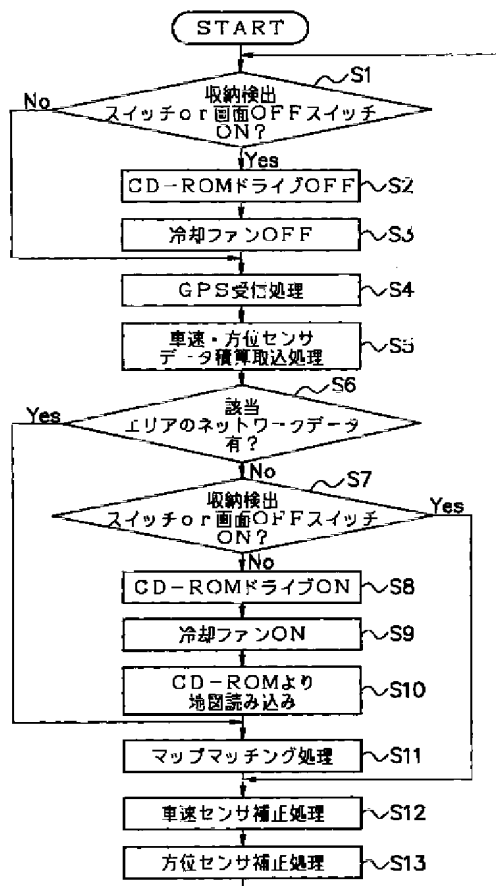 START
S1
No
収納検出
スイッチor画面OFFスイッチ
ON?
Yes
CD-ROMドライブOFF
S2
冷却ファンOFF
S3
GPS受信処理
S4
車速・方位センサ
データ積算取込処理
S5
S6
Yes
該当
エリアのネットワークデータ
有?
No
S7
収納検出
スイッチor画面OFFスイッチ
ON?
Yes
No
CD-ROMドライブON
S8
冷却ファンON
S9
CD-ROMより
地図読み込み
S10
マップマッチング処理
S11
車速センサ補正処理
S12
方位センサ補正処理
S13